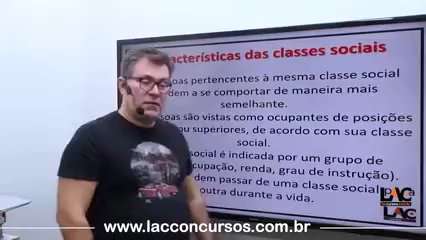 acterísticas das classes sociais
oas pertencentes à mesma classe social
dem a se comportar de maneira mais
semelhante.
soas são vistas como ocupantes de posições
ou superiores, de acordo com sua classe
social.
social é indicada por um grupo de
cupação, renda, grau de instrução).
dem passar de uma classe social
outra durante a vida.
LAC
www.lacconcursos.com.br